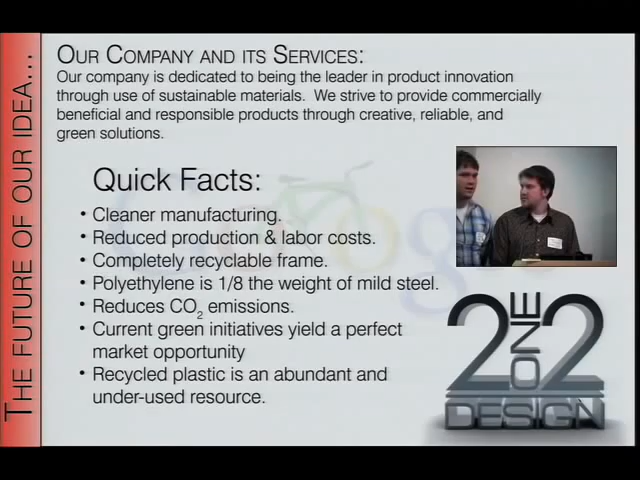 THE FUTURE OF OUR IDEA...
OUR COMPANY AND ITS SERVICES:
Our company is dedicated to being the leader in product innovation
through use of sustainable materials. We strive to provide commercially
beneficial and responsible products through creative, reliable, and
green solutions.
Quick Facts:
• Cleaner manufacturing.
• Reduced production & labor costs.
• Completely recyclable frame.
• Polyethylene is 1/8 the weight of mild steel.
• Reduces CO₂ emissions.
• Current green initiatives yield a perfect
market opportunity
• Recycled plastic is an abundant and
under-used resource.
2 ONE 2
DESIGN